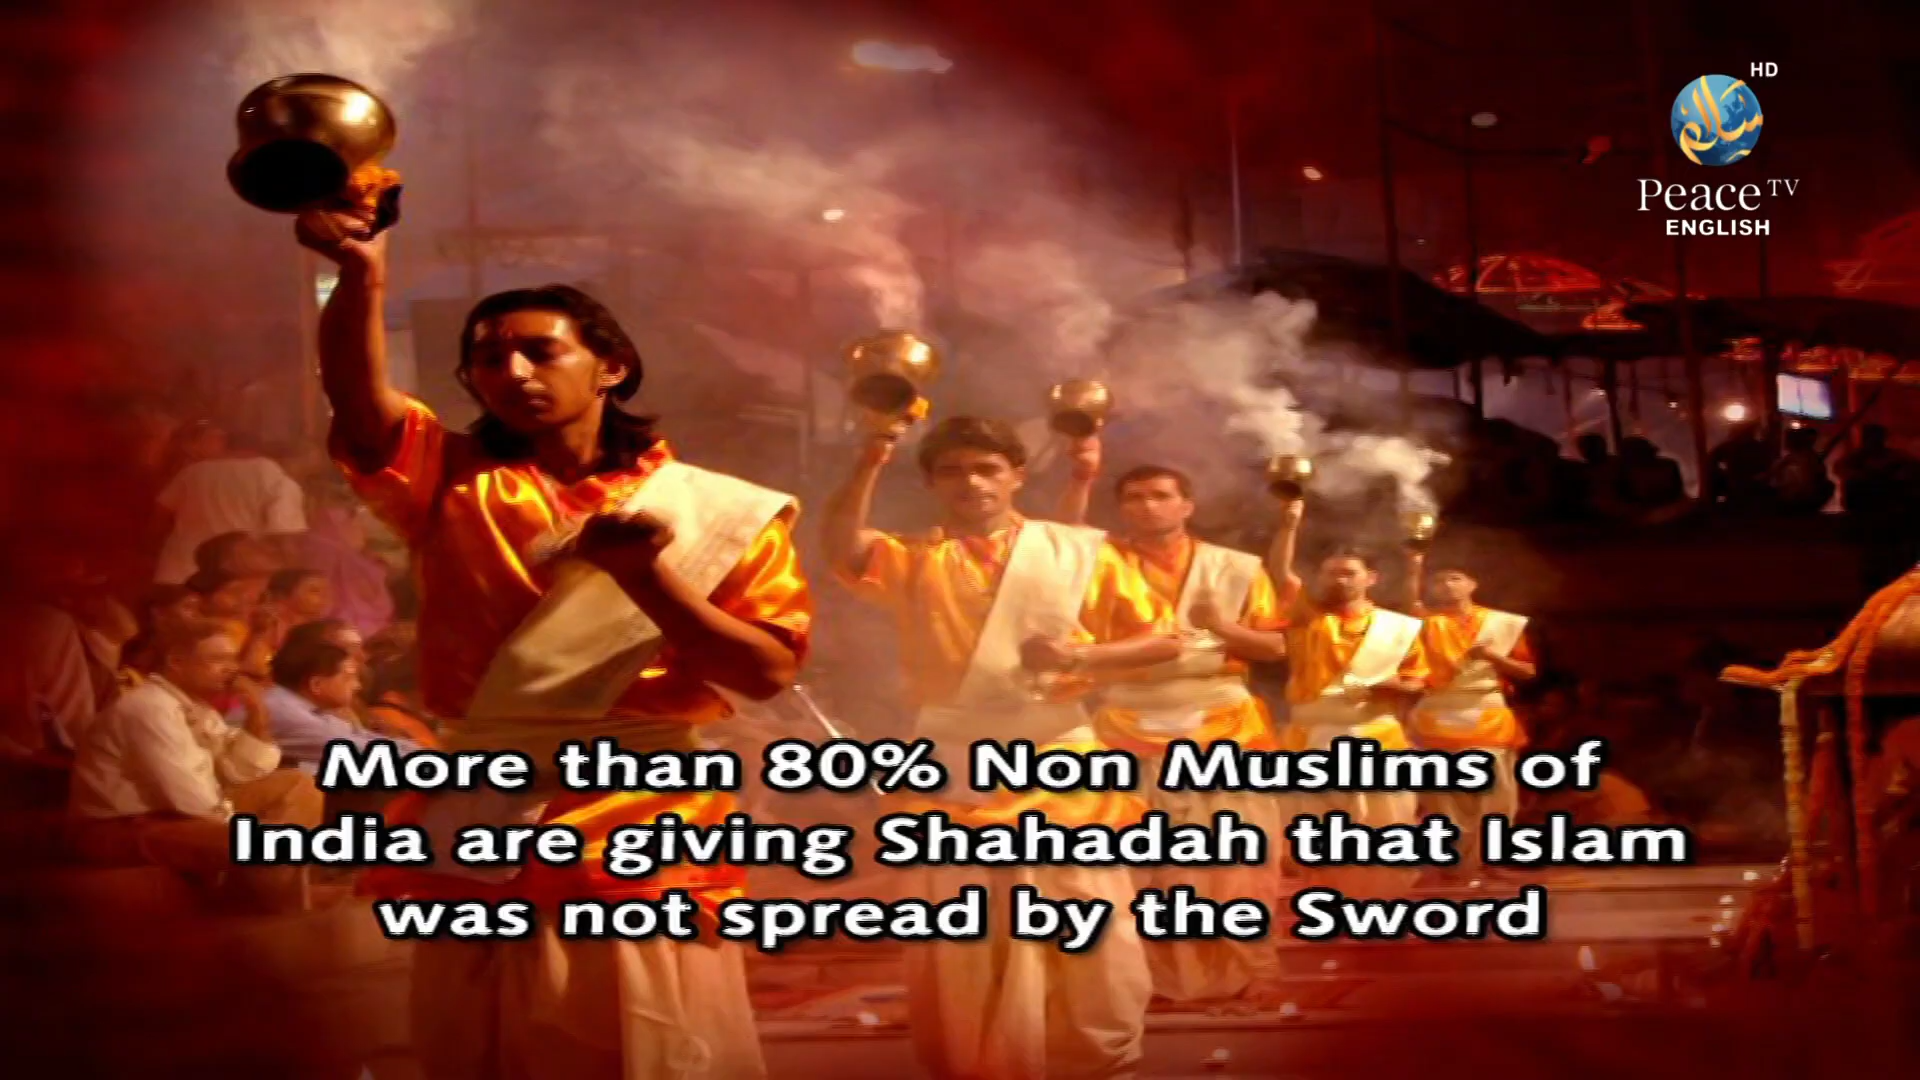 HD
سلام
Peace TV
ENGLISH
More than 80% Non Muslims of
India are giving Shahadah that Islam
was not spread by the Sword